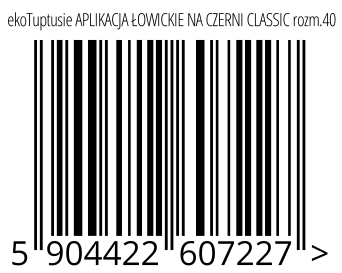 ekoTuptusie APLIKACJA ŁOWICKIE NA CZERNI CLASSIC rozm.40
5 904422 607227 >